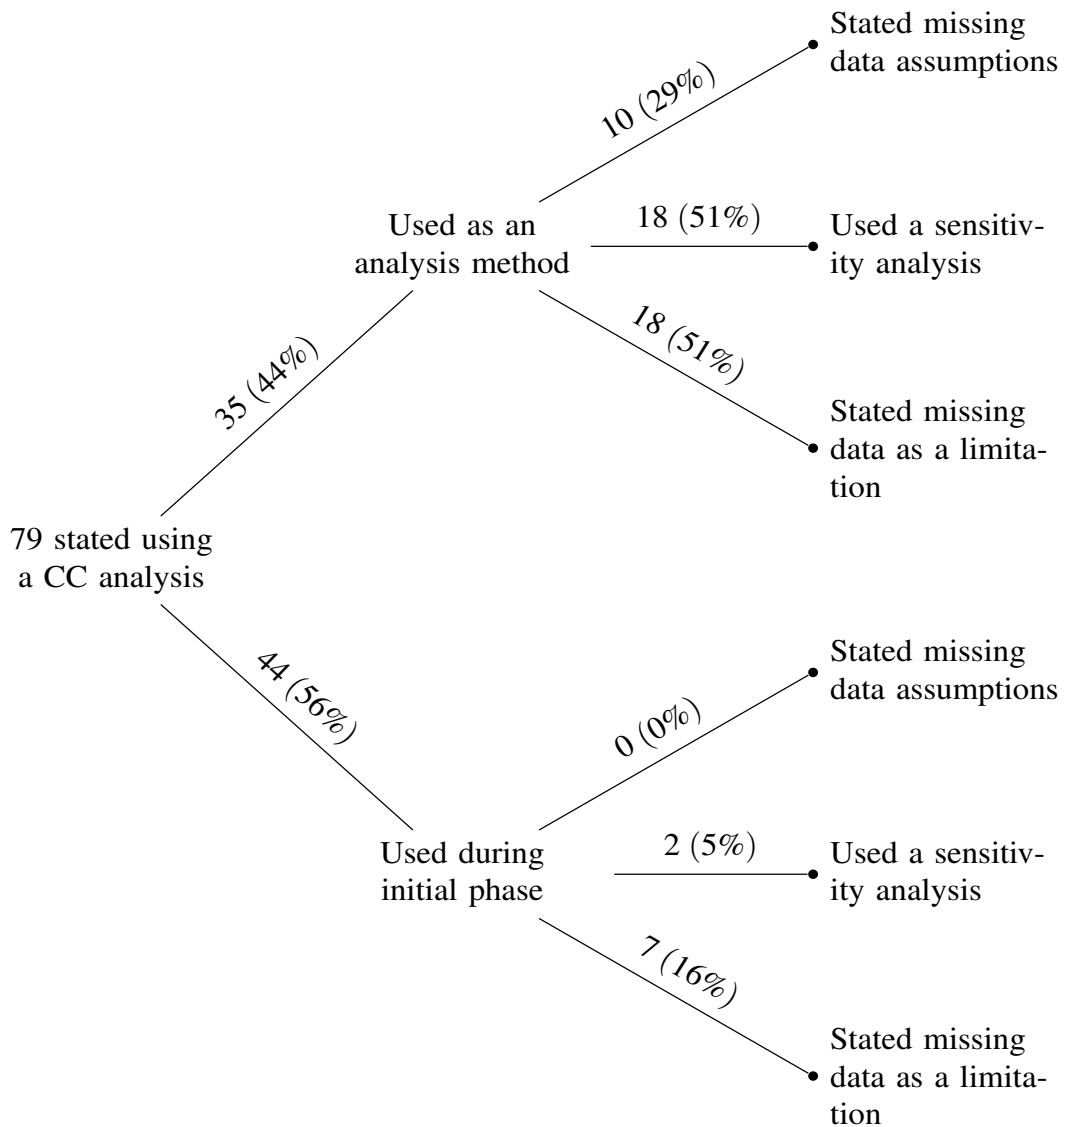 Stated missing
data assumptions
10 (29%)
Used as an
analysis method
18 (51%)
Used a sensitiv-
ity analysis
18 (51%)
Stated missing
data as a limita-
tion
35 (44%)
79 stated using
a CC analysis
44 (56%)
Stated missing
data assumptions
0 (0%)
Used during
initial phase
2 (5%)
Used a sensitiv-
ity analysis
7 (16%)
Stated missing
data as a limita-
tion